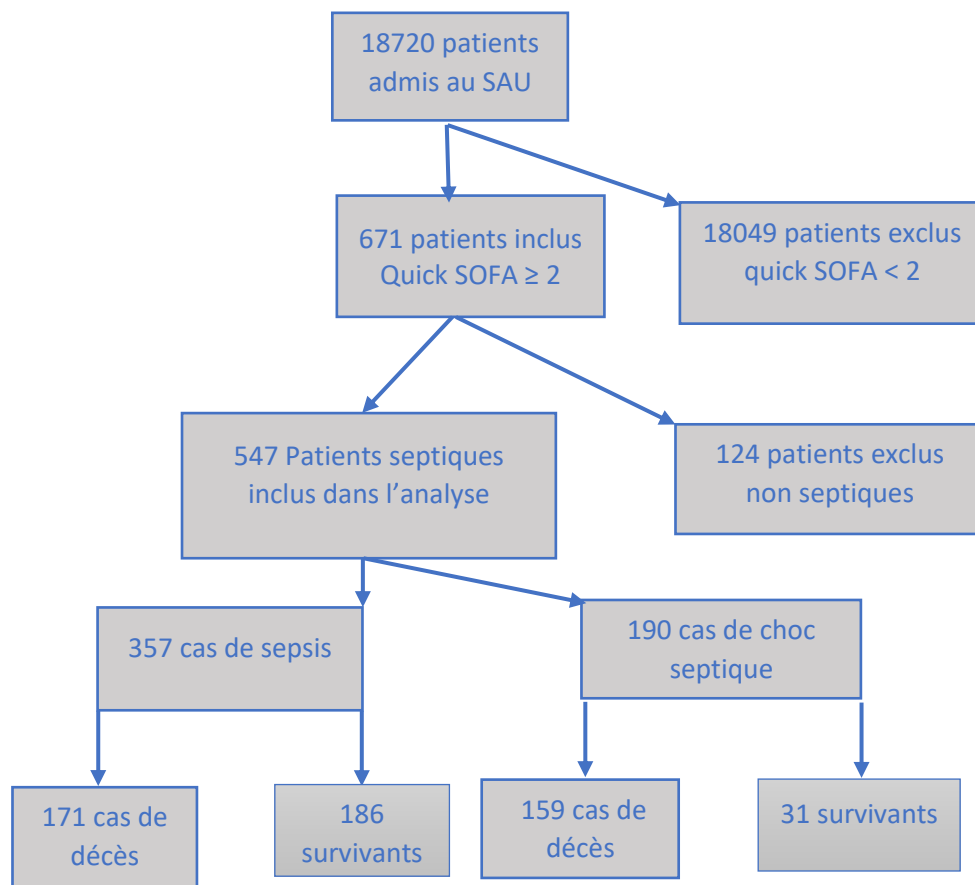 18720 patients
admis au SAU
671 patients inclus
Quick SOFA ≥ 2
18049 patients exclus
quick SOFA < 2
547 Patients septiques
inclus dans l’analyse
124 patients exclus
non septiques
357 cas de sepsis
190 cas de choc
septique
171 cas de
décès
186
survivants
159 cas de
décès
31 survivants